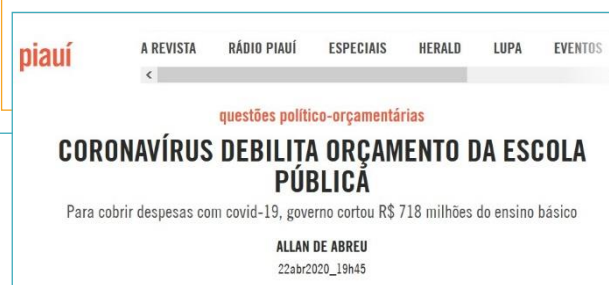 piauí
A REVISTA RÁDIO PIAUÍ ESPECIAIS HERALD LUPA EVENTOS
<
questões político-orçamentárias
CORONAVÍRUS DEBILITA ORÇAMENTO DA ESCOLA
PÚBLICA
Para cobrir despesas com covid-19, governo cortou R$ 718 milhões do ensino básico
ALLAN DE ABREU
22abr2020_19h45